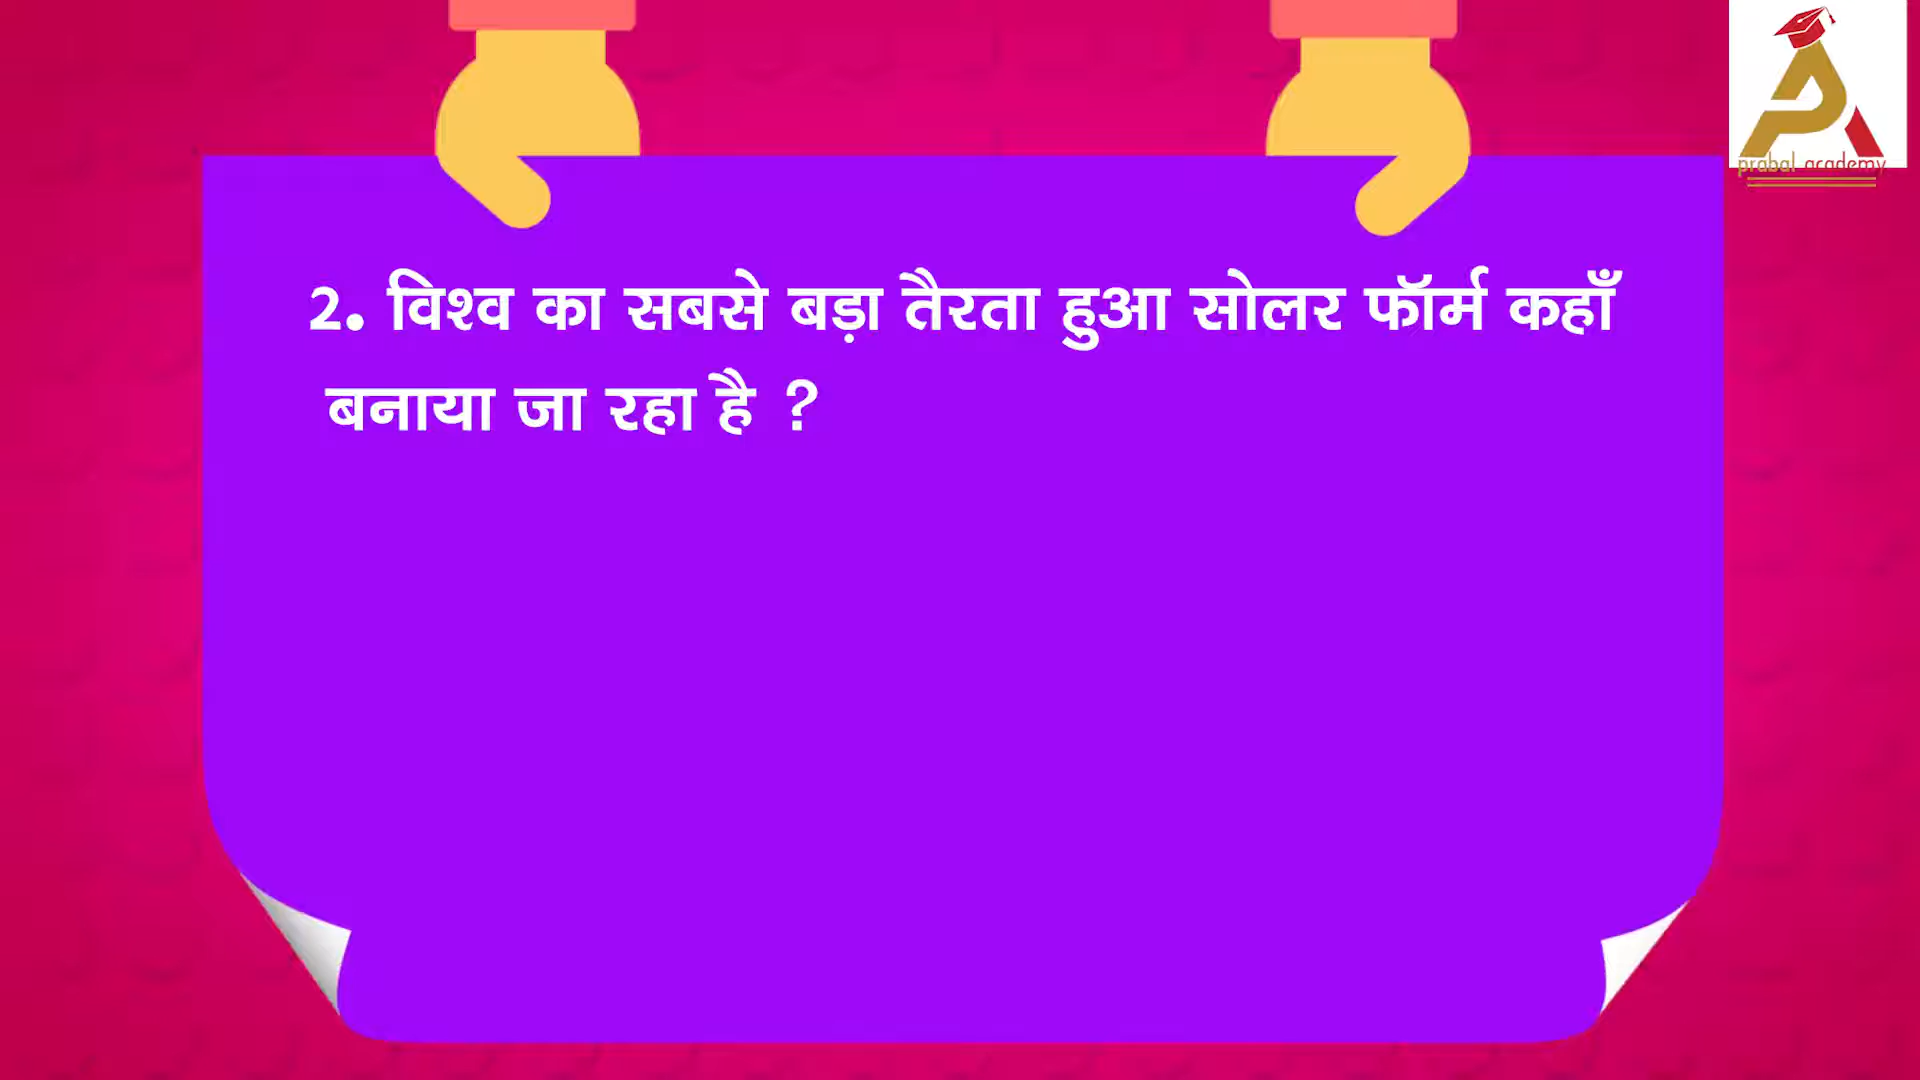 prabal academy
2. विश्व का सबसे बड़ा तैरता हुआ सोलर फॉर्म कहाँ
बनाया जा रहा है ?